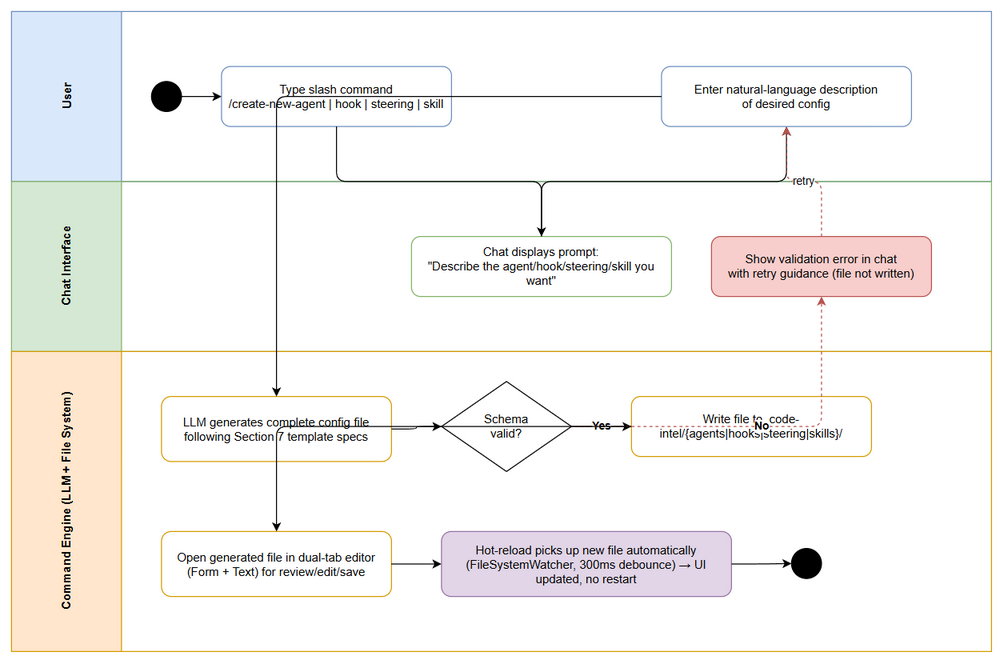 User
Type slash command
/create-new-agent | hook | steering | skill
Enter natural-language description
of desired config
retry
Chat Interface
Chat displays prompt:
"Describe the agent/hook/steering/skill you
want"
Show validation error in chat
with retry guidance (file not written)
Command Engine (LLM + File System)
LLM generates complete config file
following Section 7 template specs
Schema
valid?
Yes
Write file to .code-
intel/{agents|hooks|steering|skills}/
No
Open generated file in dual-tab editor
(Form + Text) for review/edit/save
Hot-reload picks up new file automatically
(FileSystemWatcher, 300ms debounce) → UI
updated, no restart